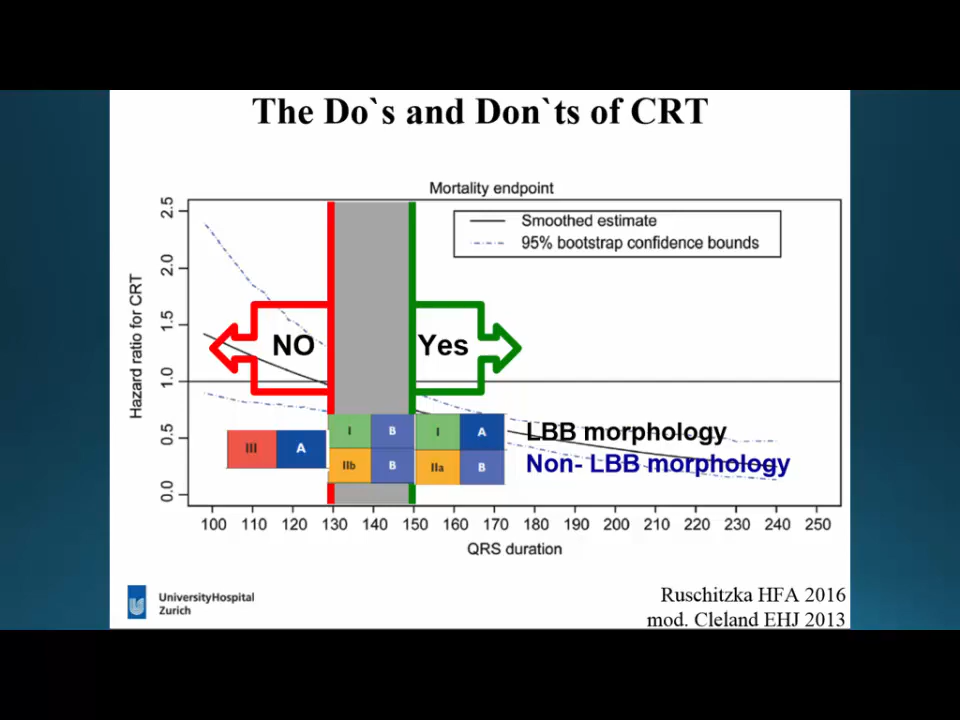 The Do`s and Don`ts of CRT
Mortality endpoint
Smoothed estimate
95% bootstrap confidence bounds
Hazard ratio for CRT
2.5
2.0
1.5
1.0
0.5
0.0
NO
Yes
I B I A
III A
IIb B IIa B
LBB morphology
Non- LBB morphology
100 110 120 130 140 150 160 170 180 190 200 210 220 230 240 250
QRS duration
UniversityHospital
Zurich
Ruschitzka HFA 2016
mod. Cleland EHJ 2013